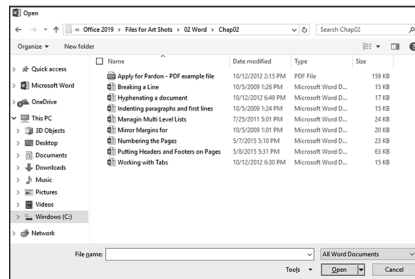 Open
« Office 2019 › Files for Art Shots › 02 Word › Chap02
Search Chap02
Organize New folder
Name Date modified Type Size
Quick access
Microsoft Word
OneDrive
This PC
3D Objects
Desktop
Documents
Downloads
Music
Pictures
Videos
Windows (C:)
Network
Apply for Pardon - PDF example file 10/12/2012 2:15 PM PDF File 159 KB
Breaking a Line 10/5/2009 1:26 PM Microsoft Word D... 15 KB
Hyphenating a document 10/12/2012 6:49 PM Microsoft Word D... 17 KB
Indenting paragraphs and first lines 10/5/2009 1:24 PM Microsoft Word D... 15 KB
Managin Multi Level Lists 7/25/2011 5:01 PM Microsoft Word D... 24 KB
Mirror Margins for 10/5/2009 1:01 PM Microsoft Word D... 20 KB
Numbering the Pages 5/7/2015 5:10 PM Microsoft Word D... 23 KB
Putting Headers and Footers on Pages 5/8/2015 5:31 PM Microsoft Word D... 63 KB
Working with Tabs 10/12/2012 6:30 PM Microsoft Word D... 15 KB
File name:
All Word Documents
Tools Open Cancel